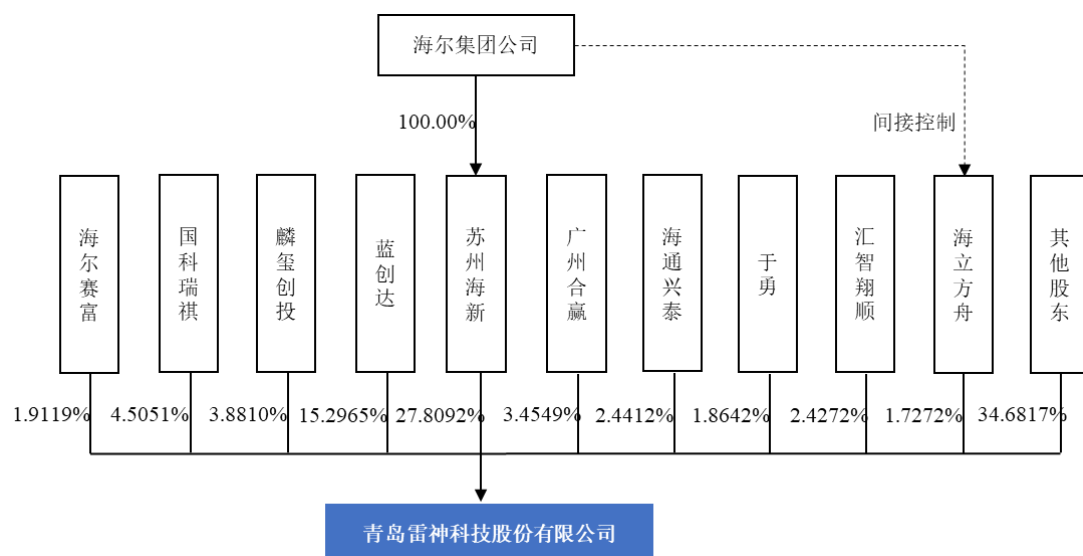 海尔集团公司
100.00%
间接控制
海尔赛富
国科瑞祺
麟玺创投
蓝创达
苏州海新
广州合赢
海通兴泰
于勇
汇智翔顺
海立方舟
其他股东
1.9119%
4.5051%
3.8810%
15.2965%
27.8092%
3.4549%
2.4412%
1.8642%
2.4272%
1.7272%
34.6817%
青岛雷神科技股份有限公司